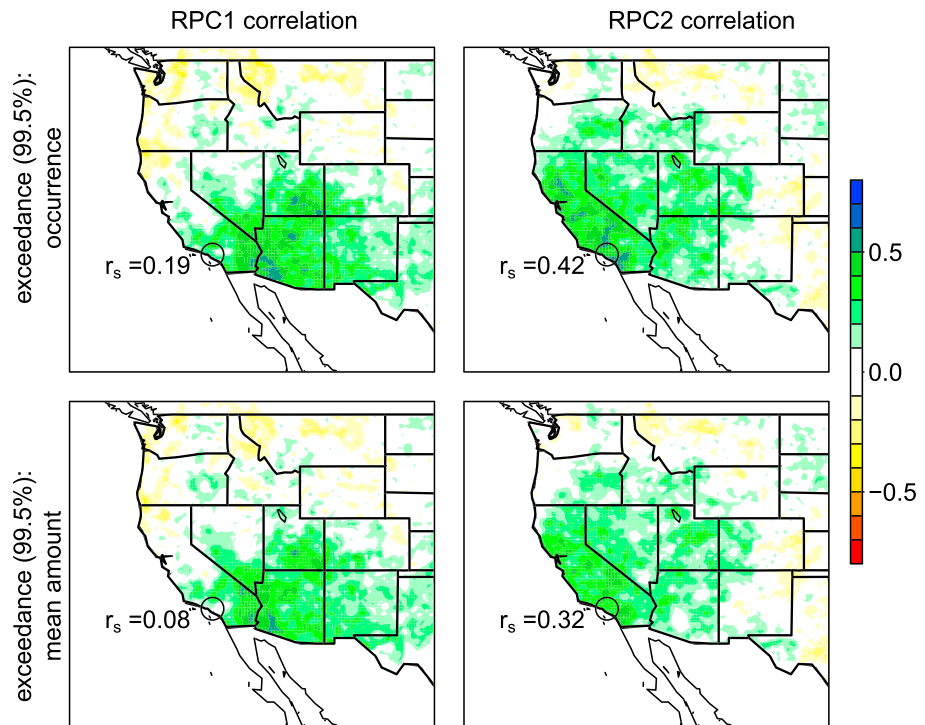 RPC1 correlation
RPC2 correlation
exceedance (99.5%):
occurrence
rs =0.19
rs =0.42
exceedance (99.5%):
mean amount
rs =0.08
rs =0.32
0.5
0.0
−0.5